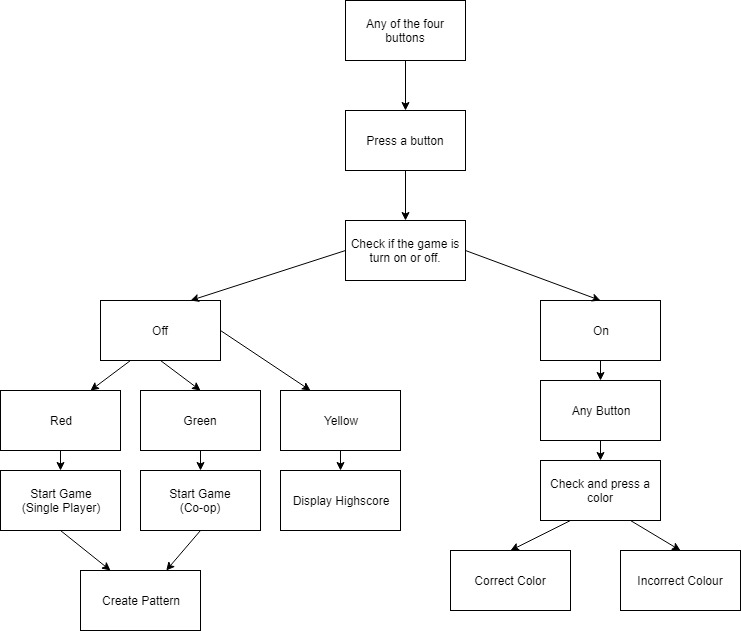 Any of the four
buttons
Press a button
Check if the game is
turn on or off.
Off
On
Red
Green
Yellow
Any Button
Start Game
(Single Player)
Start Game
(Co-op)
Display Highscore
Check and press a
color
Create Pattern
Correct Color
Incorrect Colour